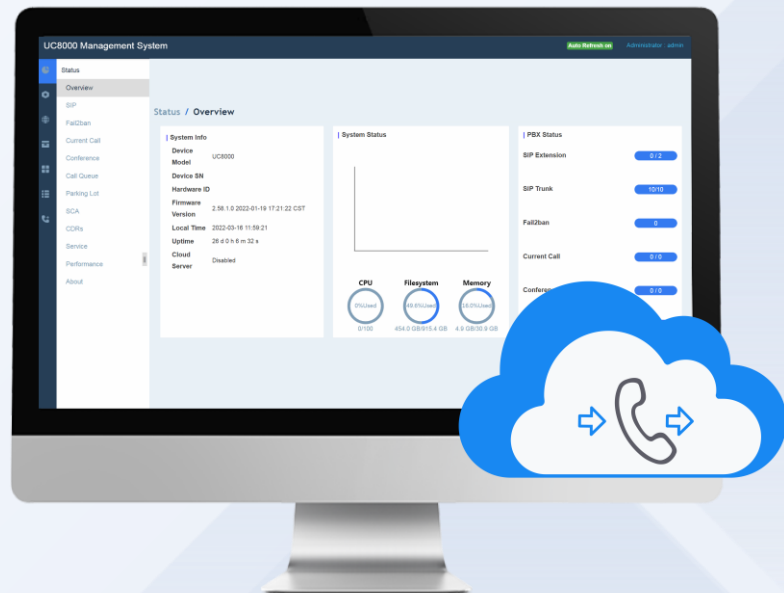 UC8000 Management System
Auto Refresh on
Administrator : admin
Status
Overview
SIP
Fail2ban
Current Call
Conference
Call Queue
Parking Lot
SCA
CDRs
Service
Performance
About
Status / Overview
System Info
Device Model UC8000
Device SN
Hardware ID
Firmware Version 2.58.1.0 2022-01-19 17:21:22 CST
Local Time 2022-03-16 11:59:21
Uptime 26 d 0 h 6 m 32 s
Cloud Server Disabled
System Status
CPU Filesystem Memory
0%Used 49.6%Used 16.0%Used
0/100 454.0 GB/915.4 GB 4.9 GB/30.9 GB
PBX Status
SIP Extension 0 / 2
SIP Trunk 10/10
Fail2ban 0
Current Call 0 / 0
Conference 0 / 0